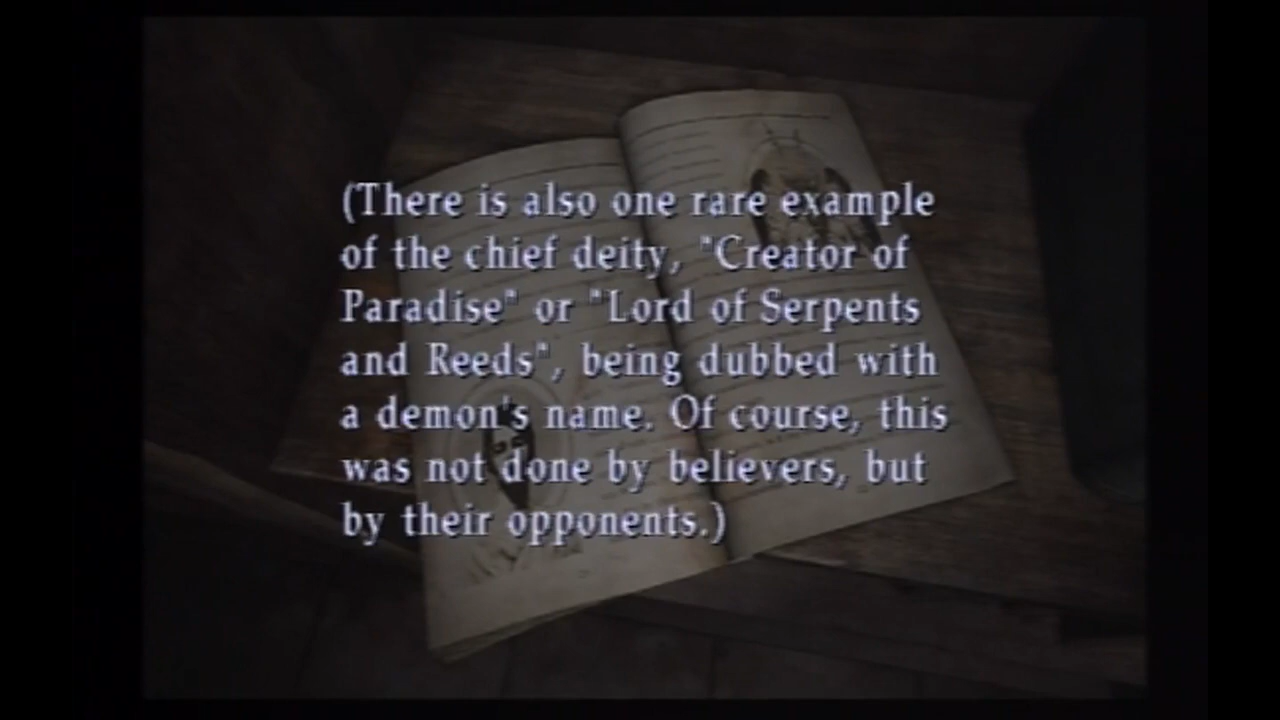 (There is also one rare example
of the chief deity, "Creator of
Paradise" or "Lord of Serpents
and Reeds", being dubbed with
a demon's name. Of course, this
was not done by believers, but
by their opponents.)